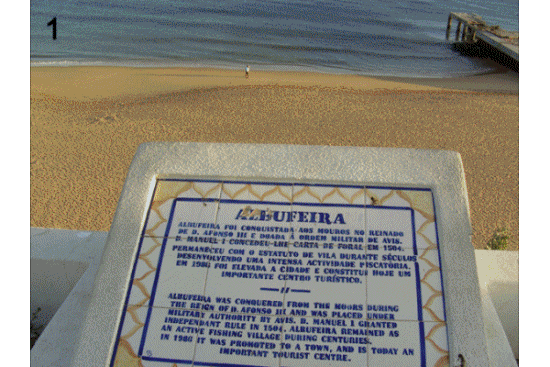 1
ALBUFEIRA
ALBUFEIRA FOI CONQUISTADA AOS MOUROS NO REINADO
DE D. AFONSO III E DOADA À ORDEM MILITAR DE AVIS.
D. MANUEL I CONCEDEU-LHE CARTA DE FORAL EM 1504.
PERMANECEU COM O ESTATUTO DE VILA DURANTE SÉCULOS
DESENVOLVENDO UMA INTENSA ACTIVIDADE PISCATÓRIA.
EM 1986 FOI ELEVADA A CIDADE E CONSTITUI HOJE UM
IMPORTANTE CENTRO TURÍSTICO.
ALBUFEIRA WAS CONQUERED FROM THE MOORS DURING
THE REIGN OF D. AFONSO III AND WAS PLACED UNDER
MILITARY AUTHORITY BY AVIS. D. MANUEL I GRANTED
INDEPENDANT RULE IN 1504. ALBUFEIRA REMAINED AS
AN ACTIVE FISHING VILLAGE DURING CENTURIES.
IN 1986 IT WAS PROMOTED TO A TOWN, AND IS TODAY AN
IMPORTANT TOURIST CENTRE.